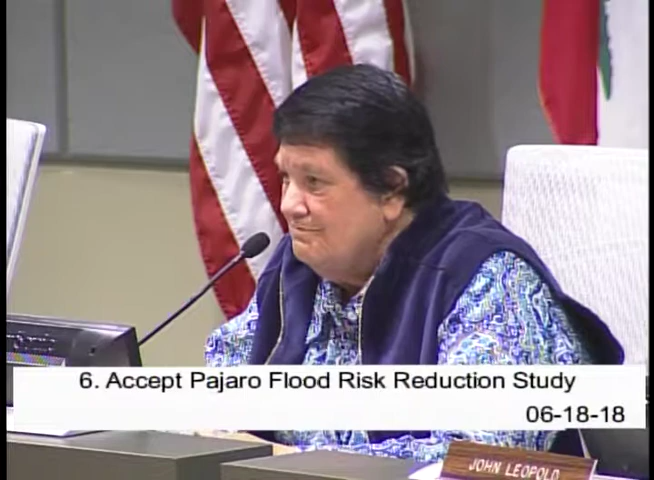 6. Accept Pajaro Flood Risk Reduction Study
06-18-18
JOHN LEOPOLD